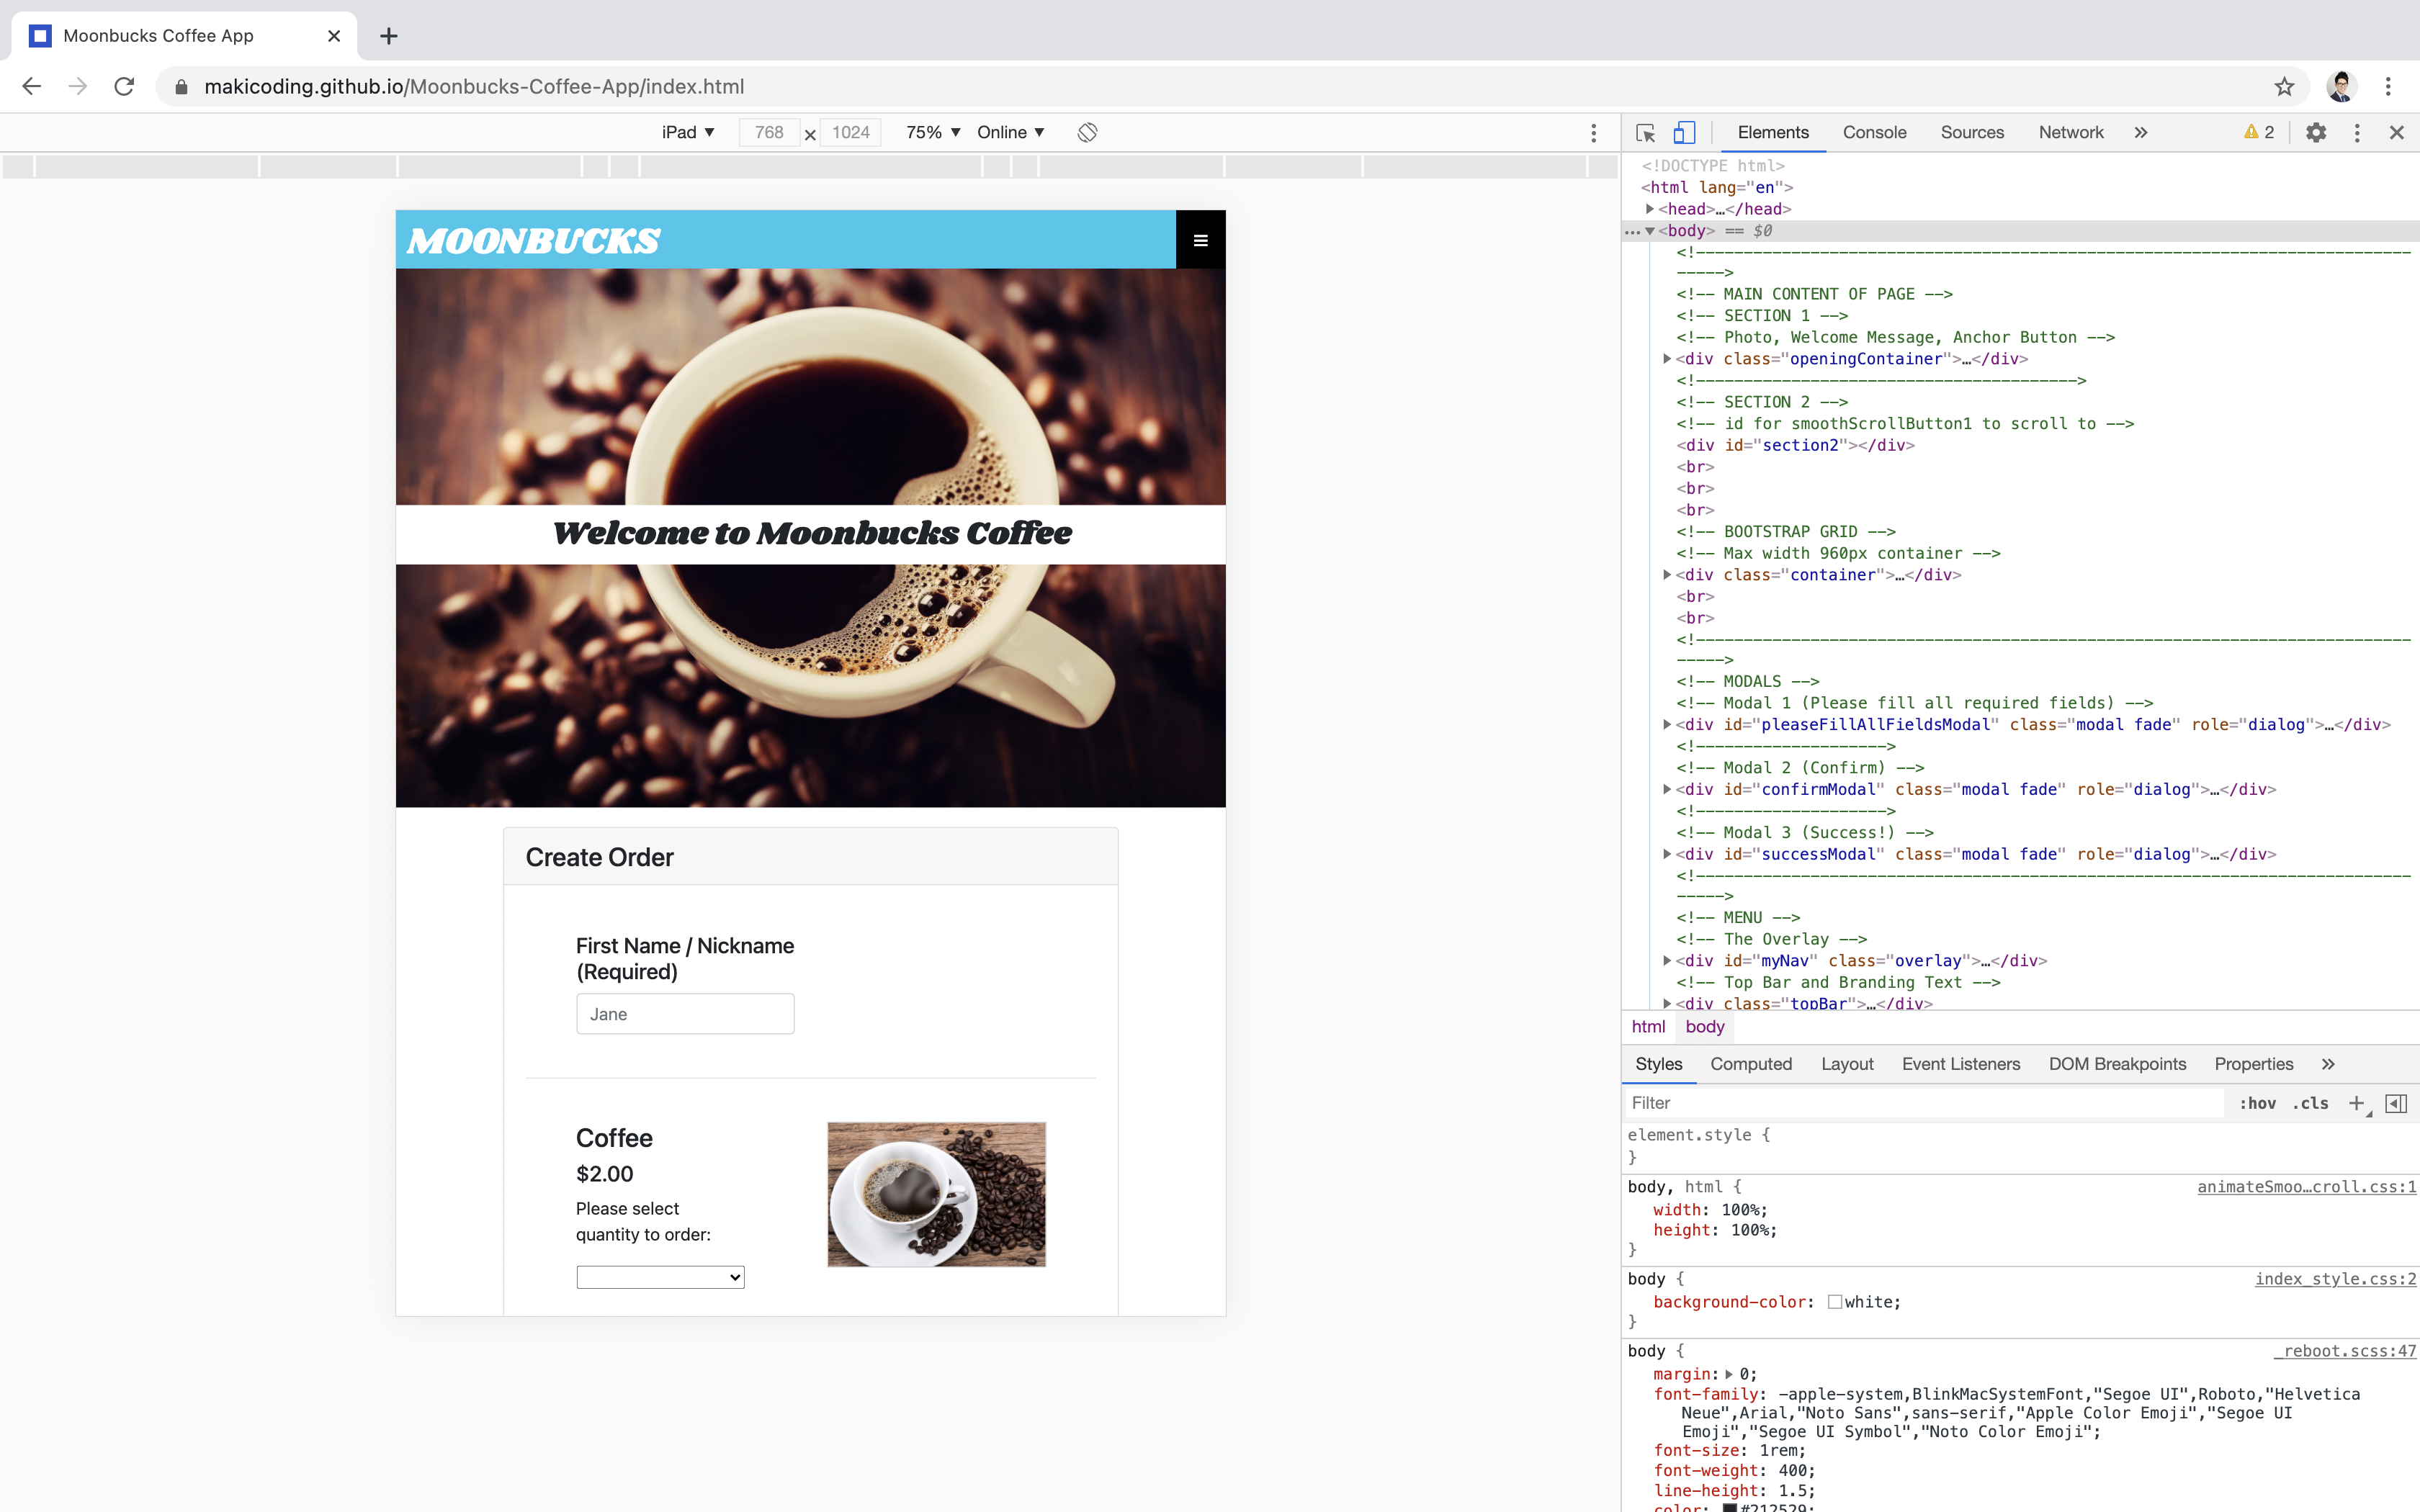 Moonbucks Coffee App
makicoding.github.io/Moonbucks-Coffee-App/index.html
iPad ▼ 768 × 1024 75% ▼ Online ▼
MOONBUCKS
Welcome to Moonbucks Coffee
Create Order
First Name / Nickname
(Required)
Jane
Coffee
$2.00
Please select
quantity to order:
Elements Console Sources Network » 2
<!DOCTYPE html>
<html lang="en">
<head>…</head>
<body> == $0
<!---------------------------------------------------------------------------
----->
<!-- MAIN CONTENT OF PAGE -->
<!-- SECTION 1 -->
<!-- Photo, Welcome Message, Anchor Button -->
<div class="openingContainer">…</div>
<!---------------------------------------->
<!-- SECTION 2 -->
<!-- id for smoothScrollButton1 to scroll to -->
<div id="section2"></div>
<br>
<br>
<br>
<!-- BOOTSTRAP GRID -->
<!-- Max width 960px container -->
<div class="container">…</div>
<br>
<br>
<!---------------------------------------------------------------------------
----->
<!-- MODALS -->
<!-- Modal 1 (Please fill all required fields) -->
<div id="pleaseFillAllFieldsModal" class="modal fade" role="dialog">…</div>
<!-------------------->
<!-- Modal 2 (Confirm) -->
<div id="confirmModal" class="modal fade" role="dialog">…</div>
<!-------------------->
<!-- Modal 3 (Success!) -->
<div id="successModal" class="modal fade" role="dialog">…</div>
<!---------------------------------------------------------------------------
----->
<!-- MENU -->
<!-- The Overlay -->
<div id="myNav" class="overlay">…</div>
<!-- Top Bar and Branding Text -->
<div class="topBar">…</div>
html body
Styles Computed Layout Event Listeners DOM Breakpoints Properties »
Filter :hov .cls +
element.style {
}
body, html { animateSmoo…croll.css:1
width: 100%;
height: 100%;
}
body { index_style.css:2
background-color: white;
}
body { _reboot.scss:47
margin: 0;
font-family: -apple-system,BlinkMacSystemFont,"Segoe UI",Roboto,"Helvetica
Neue",Arial,"Noto Sans",sans-serif,"Apple Color Emoji","Segoe UI
Emoji","Segoe UI Symbol","Noto Color Emoji";
font-size: 1rem;
font-weight: 400;
line-height: 1.5;
color: #212529;